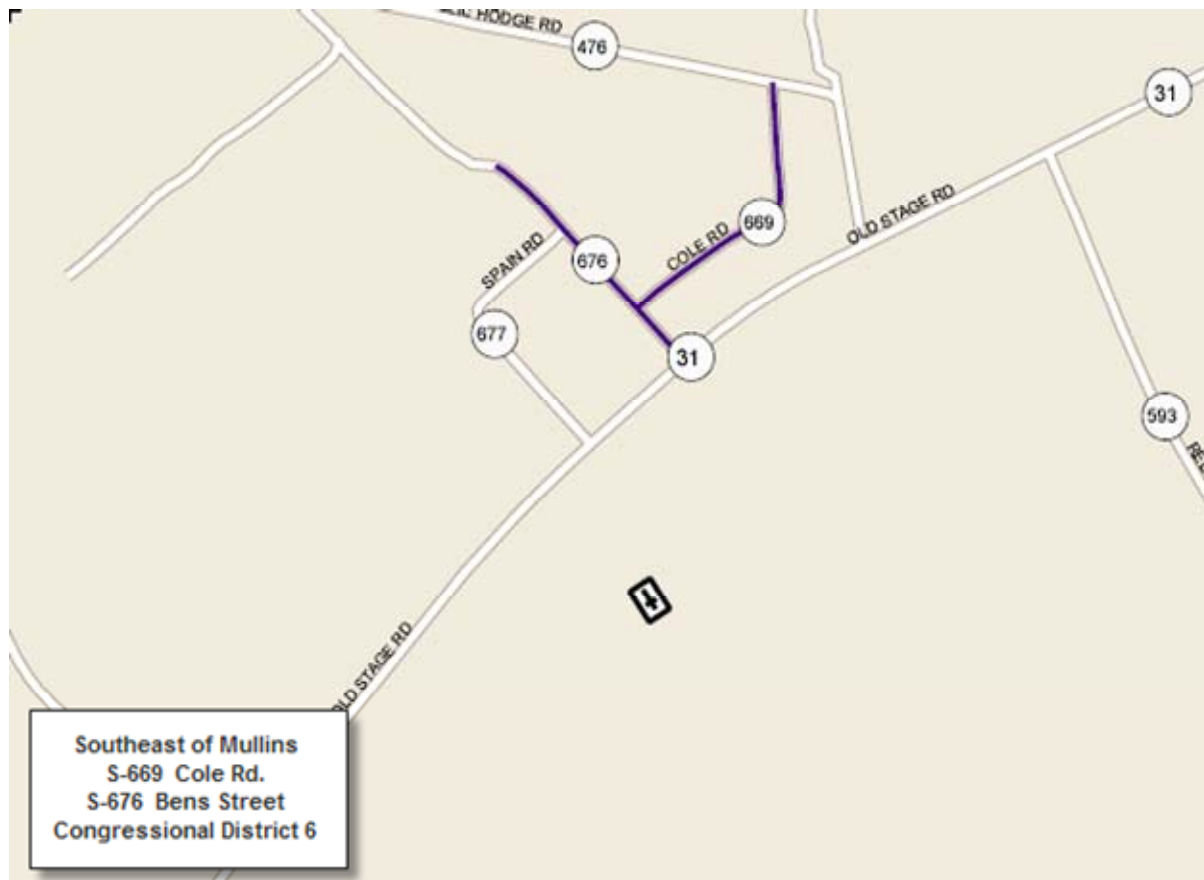 HODGE RD
476
31
OLD STAGE RD
669
COLE RD
SPAIN RD
676
677
31
593
OLD STAGE RD
Southeast of Mullins
S-669 Cole Rd.
S-676 Bens Street
Congressional District 6